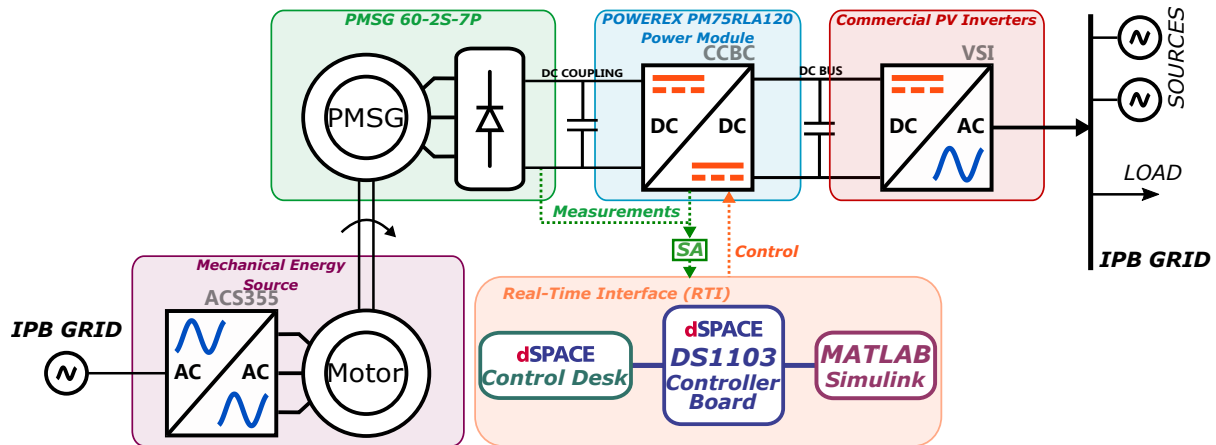 PMSG 60-2S-7P
POWEREX PM75RLA120
Power Module
Commercial PV Inverters
CCBC
VSI
DC COUPLING
DC BUS
PMSG
DC
DC
DC
AC
SOURCES
LOAD
IPB GRID
Measurements
SA
Control
Mechanical Energy
Source
ACS355
IPB GRID
AC
AC
Motor
Real-Time Interface (RTI)
dSPACE
Control Desk
dSPACE
DS1103
Controller
Board
MATLAB
Simulink